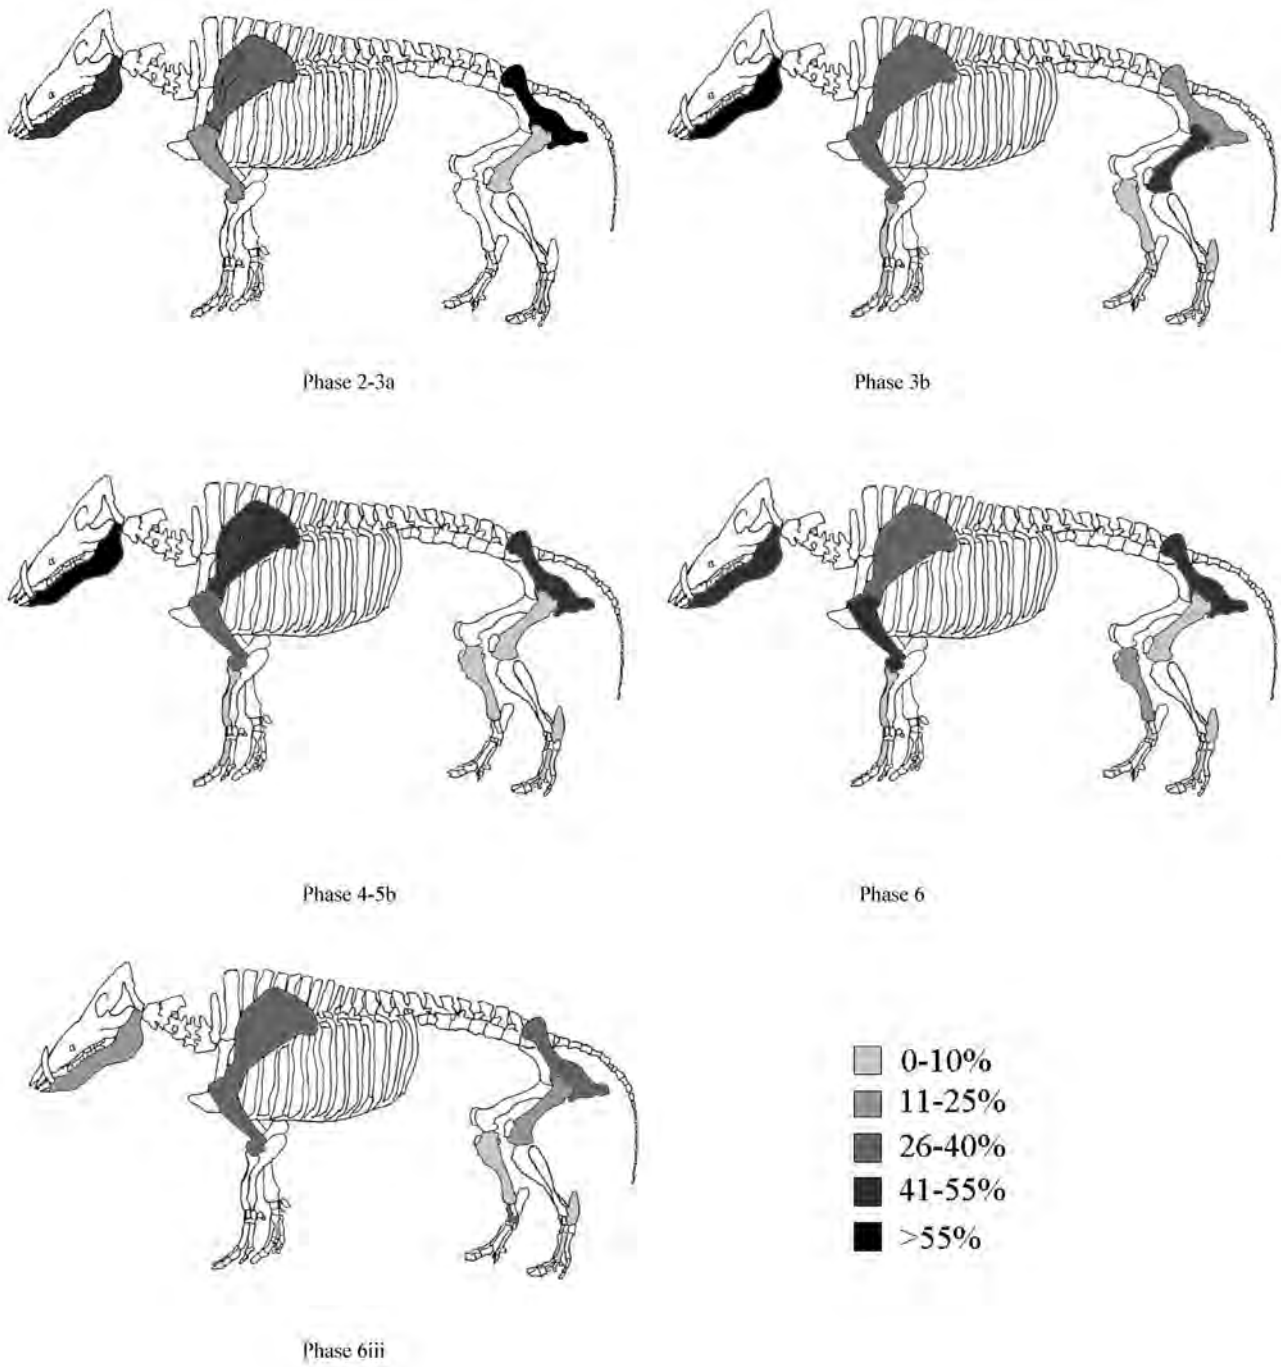 Phase 2-3a
Phase 3b
Phase 4-5b
Phase 6
0-10%
11-25%
26-40%
41-55%
>55%
Phase 6iii